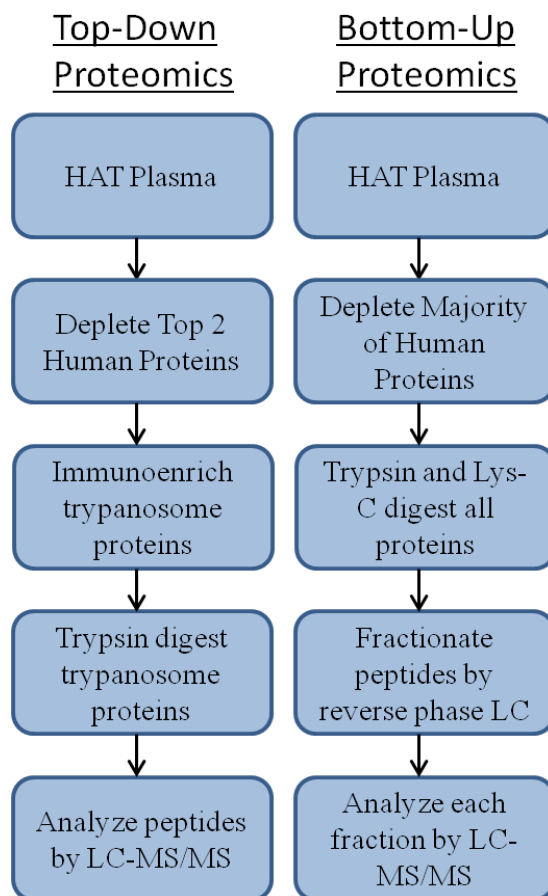 Top-Down
Proteomics
HAT Plasma
Deplete Top 2
Human Proteins
Immunoenrich
trypanosome
proteins
Trypsin digest
trypanosome
proteins
Analyze peptides
by LC-MS/MS
Bottom-Up
Proteomics
HAT Plasma
Deplete Majority
of Human
Proteins
Trypsin and Lys-
C digest all
proteins
Fractionate
peptides by
reverse phase LC
Analyze each
fraction by LC-
MS/MS